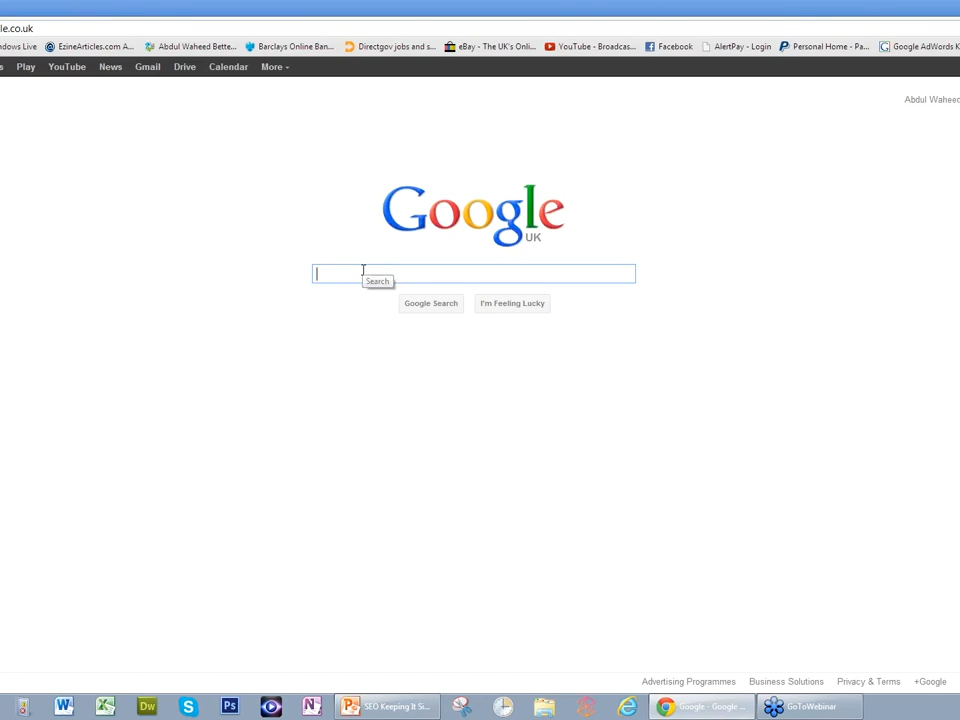 le.co.uk
ndows Live EzineArticles.com A... Abdul Waheed Bette... Barclays Online Ban... Directgov jobs and s... eBay - The UK's Onli... YouTube - Broadcas... Facebook AlertPay - Login Personal Home - Pa... Google AdWords K
s Play YouTube News Gmail Drive Calendar More
Abdul Waheed
Google
UK
Search
Google Search I'm Feeling Lucky
Advertising Programmes Business Solutions Privacy & Terms +Google
W X Dw S Ps N P SEO Keeping It Si... Google - Google ... GoToWebinar